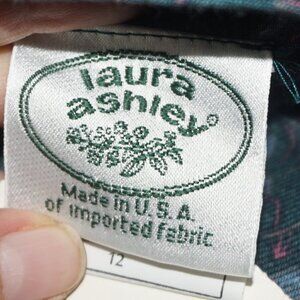 laura
ashley®
Made in U.S.A.
of imported fabric
12